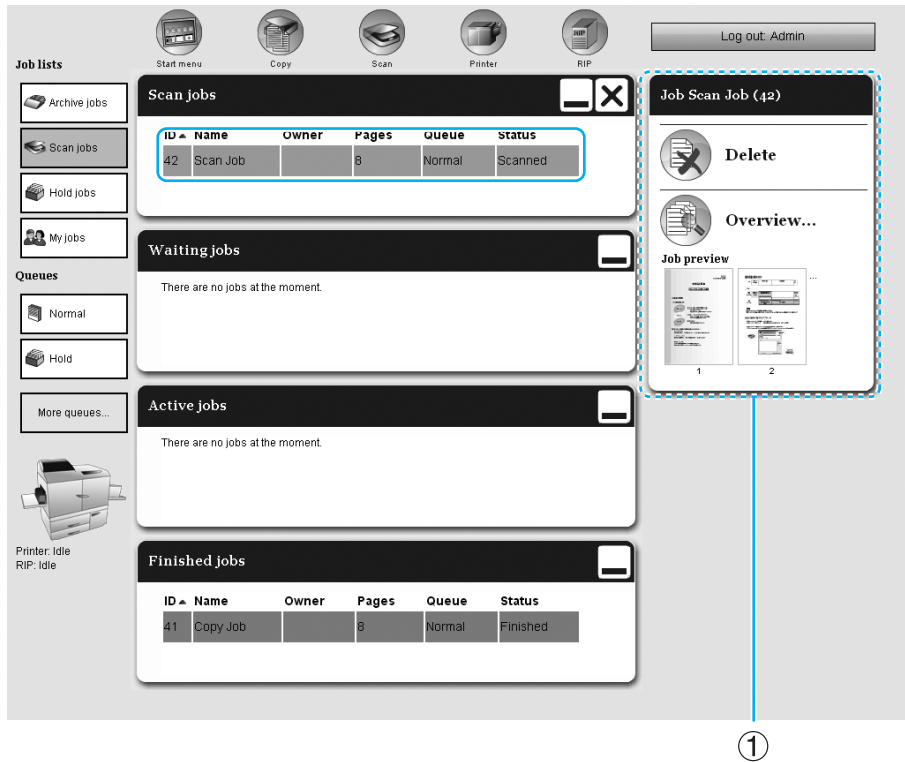 Log out: Admin
Start menu
Copy
Scan
Printer
RIP
Job lists
Archive jobs
Scan jobs
Hold jobs
My jobs
Queues
Normal
Hold
More queues...
Printer: Idle
RIP: Idle
Scan jobs
ID Name Owner Pages Queue Status
42 Scan Job 8 Normal Scanned
Waiting jobs
There are no jobs at the moment.
Active jobs
There are no jobs at the moment.
Finished jobs
ID Name Owner Pages Queue Status
41 Copy Job 8 Normal Finished
Job Scan Job (42)
Delete
Overview...
Job preview
...
1
2
①